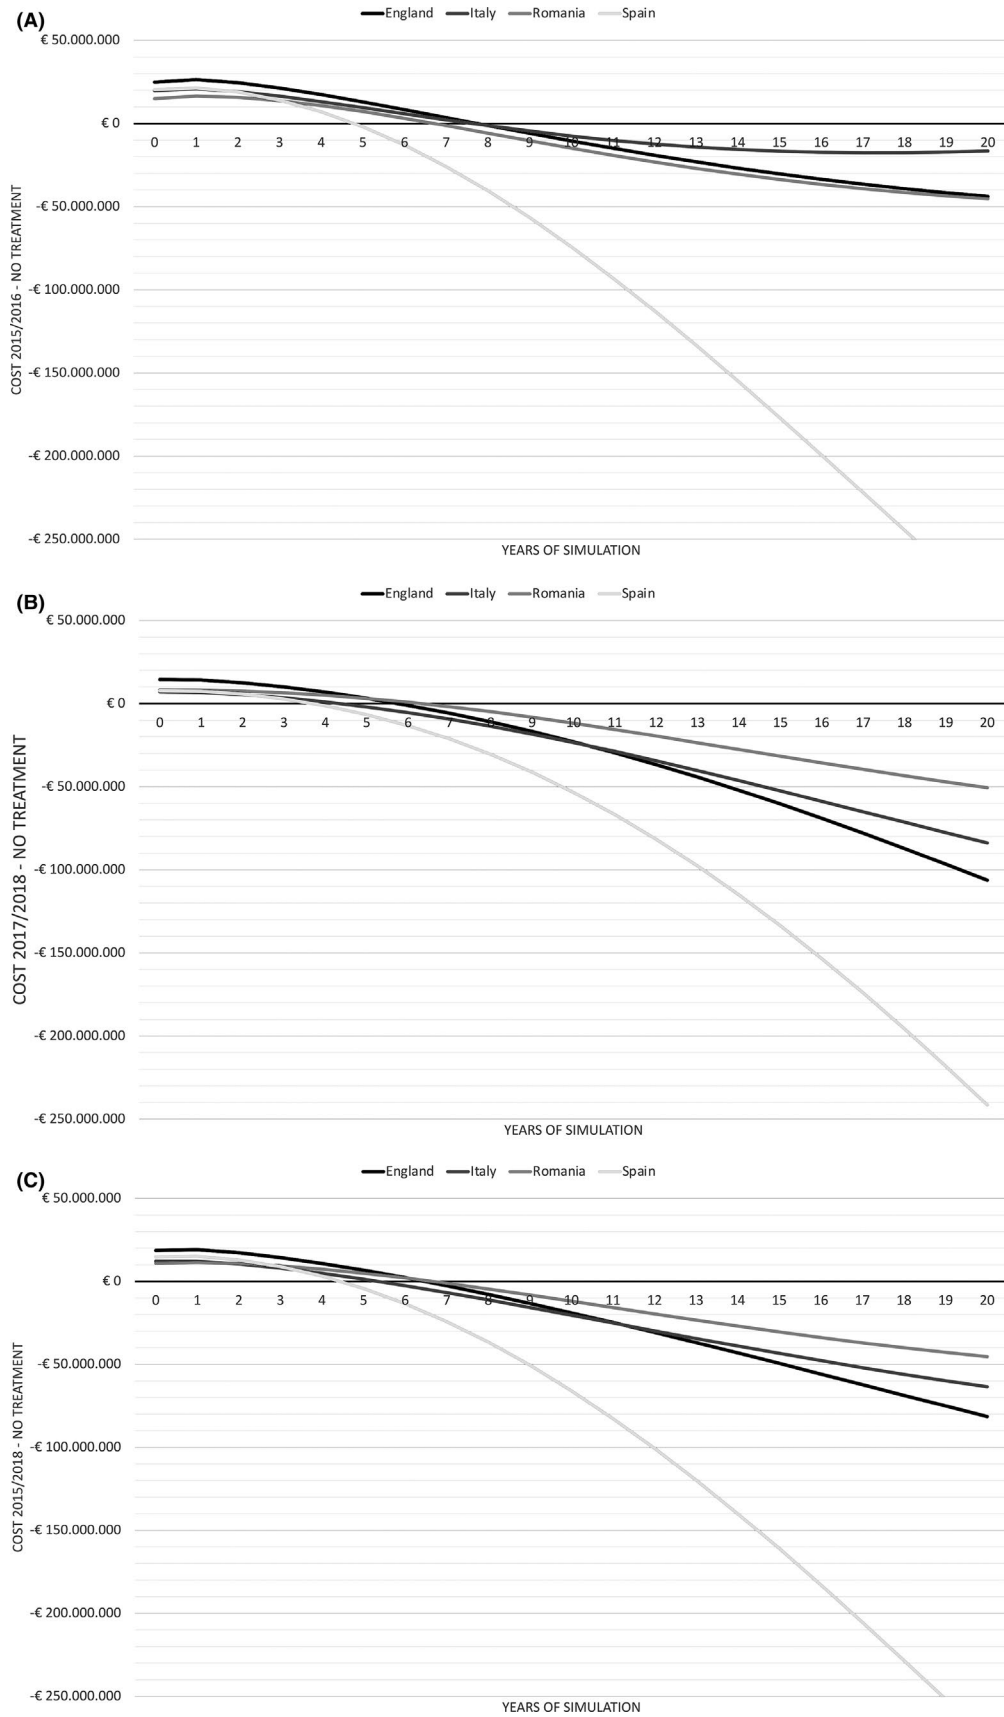 (A)
England Italy Romania Spain
€ 50.000.000
€ 0
0 1 2 3 4 5 6 7 8 9 10 11 12 13 14 15 16 17 18 19 20
-€ 50.000.000
-€ 100.000.000
-€ 150.000.000
-€ 200.000.000
-€ 250.000.000
COST 2015/2016 - NO TREATMENT
YEARS OF SIMULATION
(B)
England Italy Romania Spain
€ 50.000.000
€ 0
0 1 2 3 4 5 6 7 8 9 10 11 12 13 14 15 16 17 18 19 20
-€ 50.000.000
-€ 100.000.000
-€ 150.000.000
-€ 200.000.000
-€ 250.000.000
COST 2017/2018 - NO TREATMENT
YEARS OF SIMULATION
(C)
England Italy Romania Spain
€ 50.000.000
€ 0
0 1 2 3 4 5 6 7 8 9 10 11 12 13 14 15 16 17 18 19 20
-€ 50.000.000
-€ 100.000.000
-€ 150.000.000
-€ 200.000.000
-€ 250.000.000
COST 2015/2018 - NO TREATMENT
YEARS OF SIMULATION